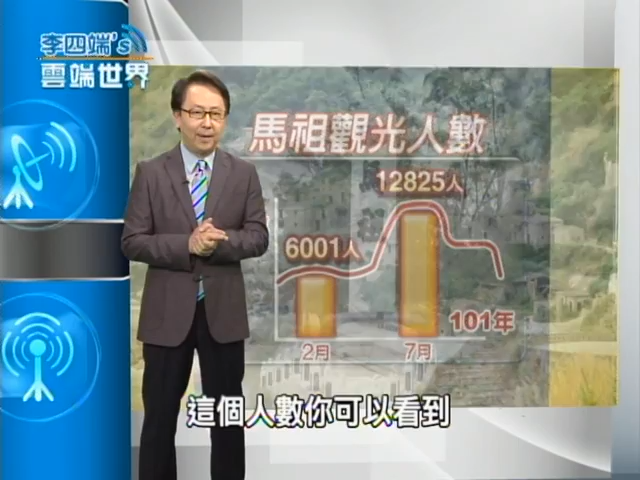 李四端's
雲端世界
馬祖觀光人數
12825人
6001人
101年
2月
7月
這個人數你可以看到